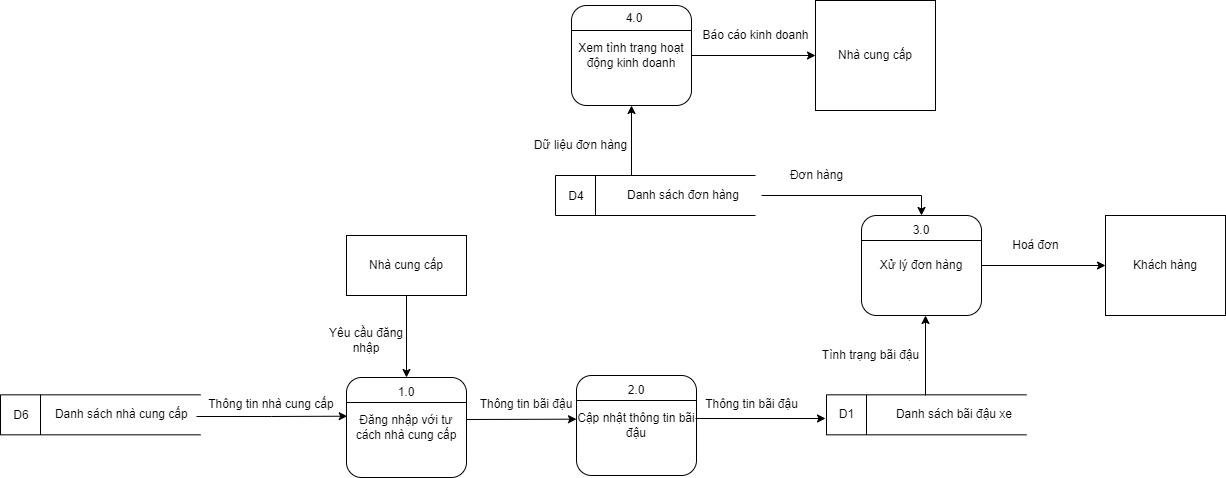 4.0
Xem tình trạng hoạt
động kinh doanh
Báo cáo kinh doanh
Nhà cung cấp
Dữ liệu đơn hàng
D4
Danh sách đơn hàng
Đơn hàng
3.0
Xử lý đơn hàng
Hoá đơn
Khách hàng
Nhà cung cấp
Yêu cầu đăng
nhập
Tình trạng bãi đậu
D6
Danh sách nhà cung cấp
Thông tin nhà cung cấp
1.0
Đăng nhập với tư
cách nhà cung cấp
Thông tin bãi đậu
2.0
Cập nhật thông tin bãi
đậu
Thông tin bãi đậu
D1
Danh sách bãi đậu xe